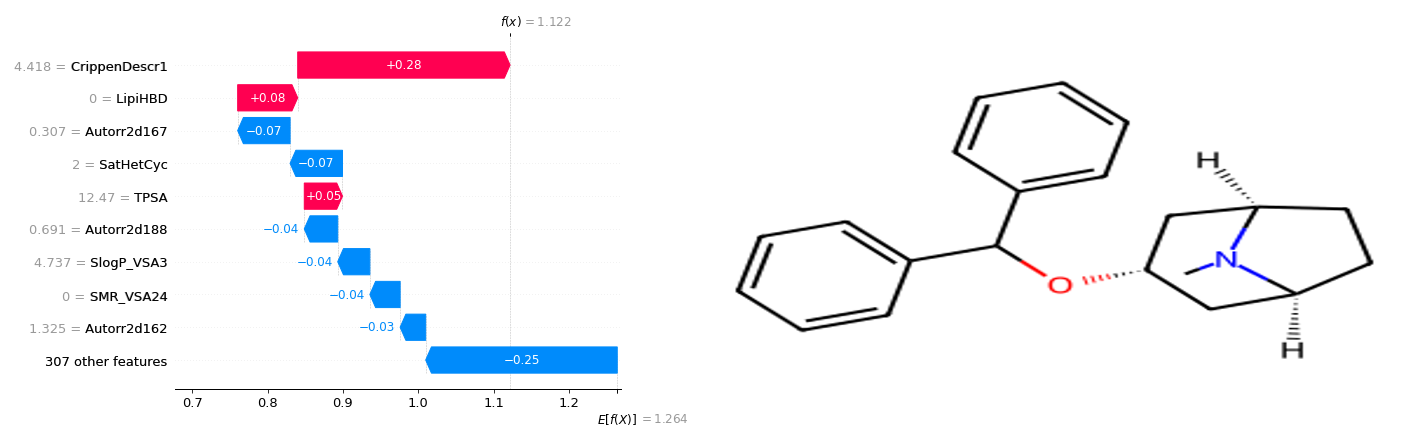 f(x) = 1.122
4.418 = CrippenDescr1
+0.28
0 = LipiHBD
+0.08
0.307 = Autorr2d167
−0.07
2 = SatHetCyc
−0.07
12.47 = TPSA
+0.05
0.691 = Autorr2d188
−0.04
4.737 = SlogP_VSA3
−0.04
0 = SMR_VSA24
−0.04
1.325 = Autorr2d162
−0.03
307 other features
−0.25
0.7 0.8 0.9 1.0 1.1 1.2
E[f(X)] = 1.264
H
N
O
H